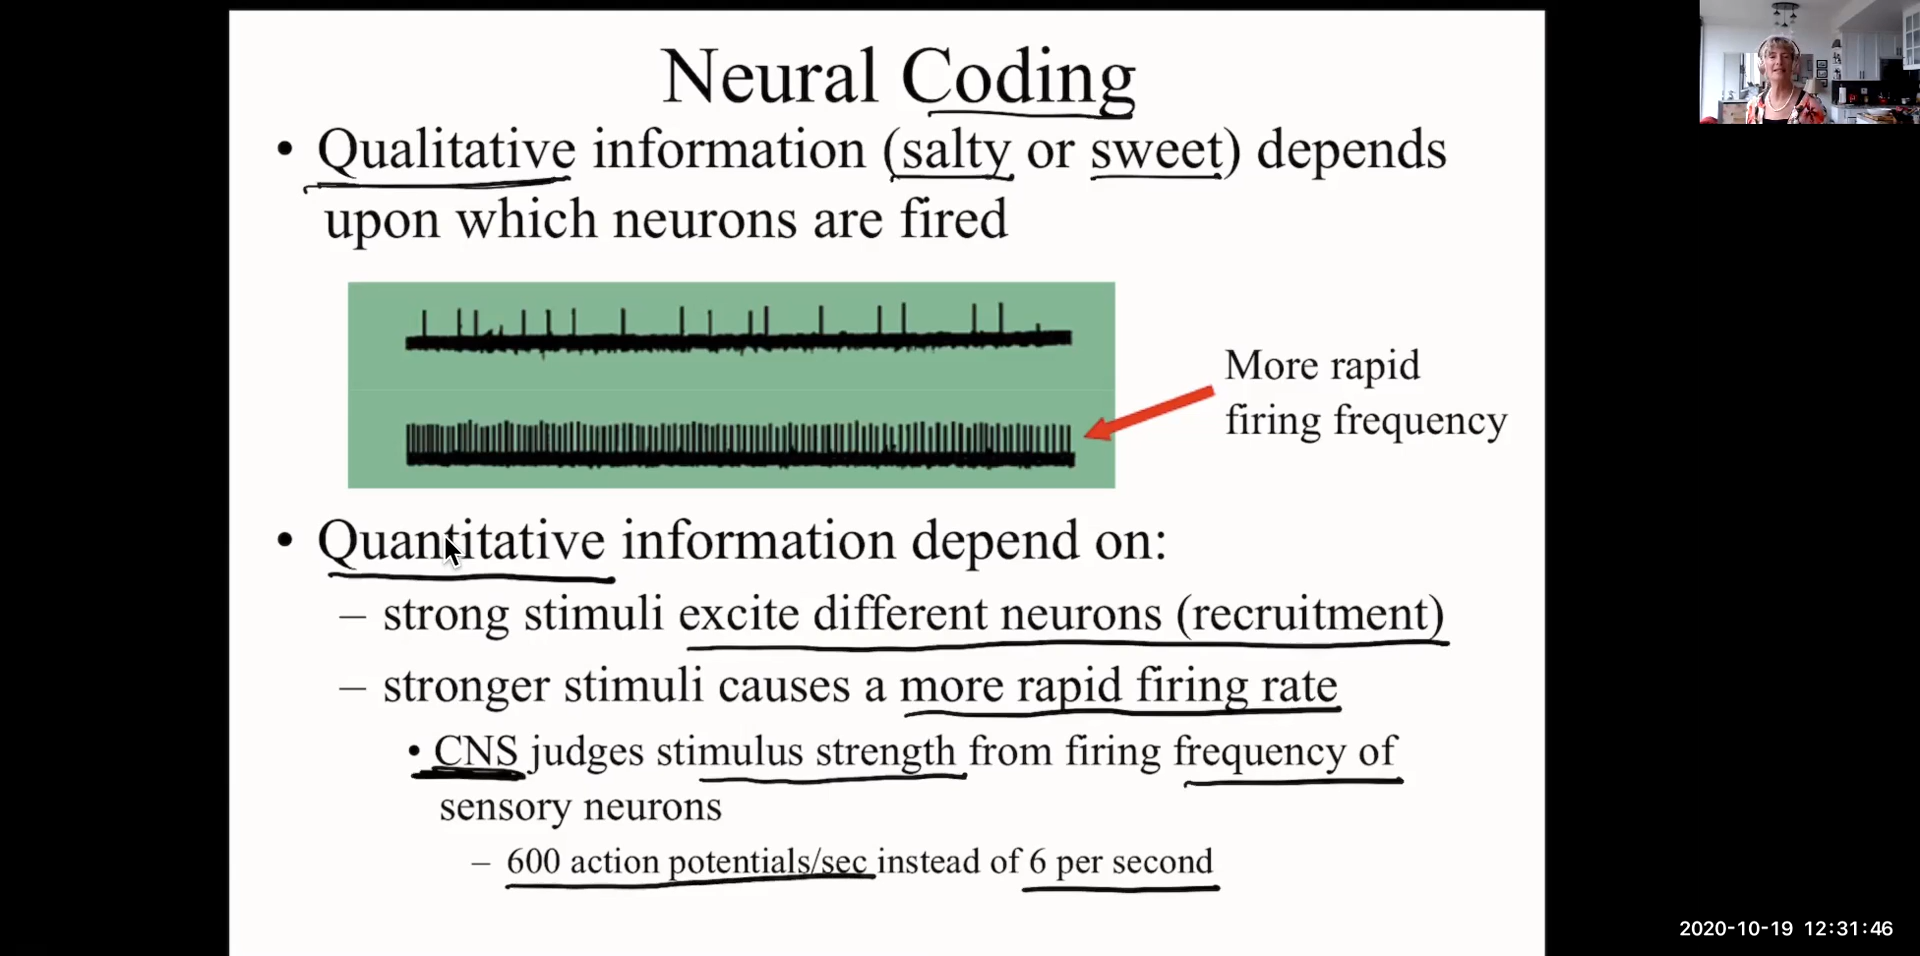 Neural Coding
• Qualitative information (salty or sweet) depends
upon which neurons are fired
More rapid
firing frequency
• Quantitative information depend on:
– strong stimuli excite different neurons (recruitment)
– stronger stimuli causes a more rapid firing rate
• CNS judges stimulus strength from firing frequency of
sensory neurons
– 600 action potentials/sec instead of 6 per second
2020-10-19 12:31:46